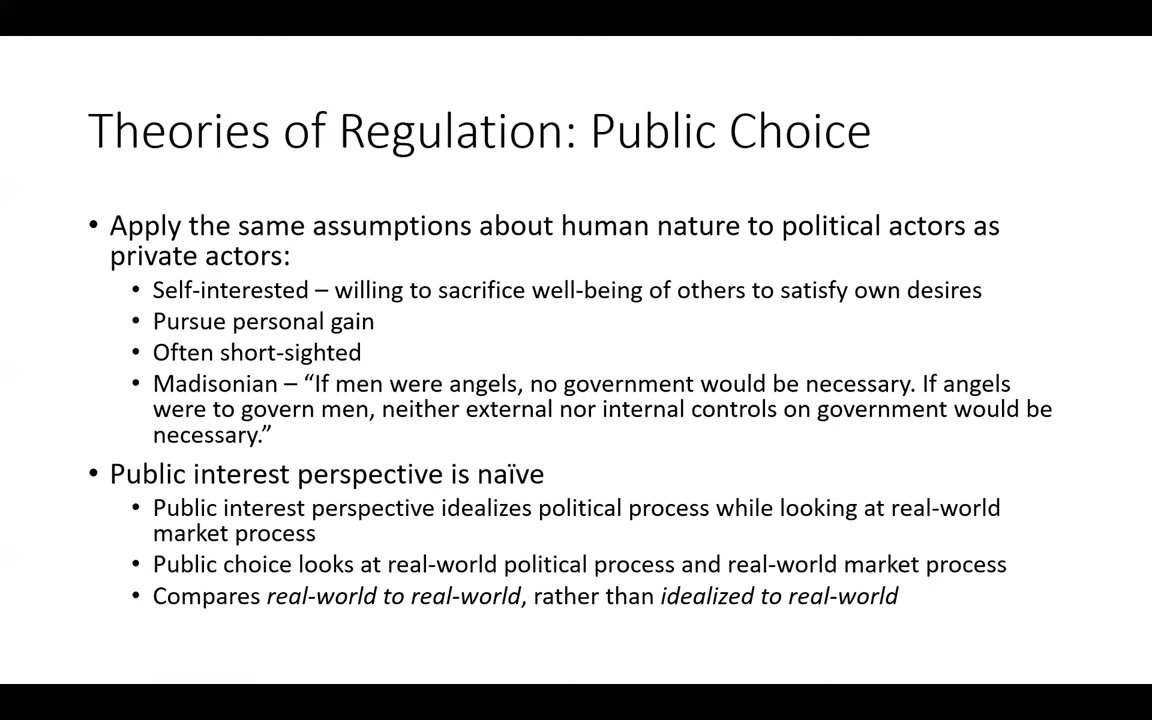 Theories of Regulation: Public Choice
• Apply the same assumptions about human nature to political actors as
private actors:
• Self-interested – willing to sacrifice well-being of others to satisfy own desires
• Pursue personal gain
• Often short-sighted
• Madisonian – “If men were angels, no government would be necessary. If angels
were to govern men, neither external nor internal controls on government would be
necessary.”
• Public interest perspective is naïve
• Public interest perspective idealizes political process while looking at real-world
market process
• Public choice looks at real-world political process and real-world market process
• Compares real-world to real-world, rather than idealized to real-world